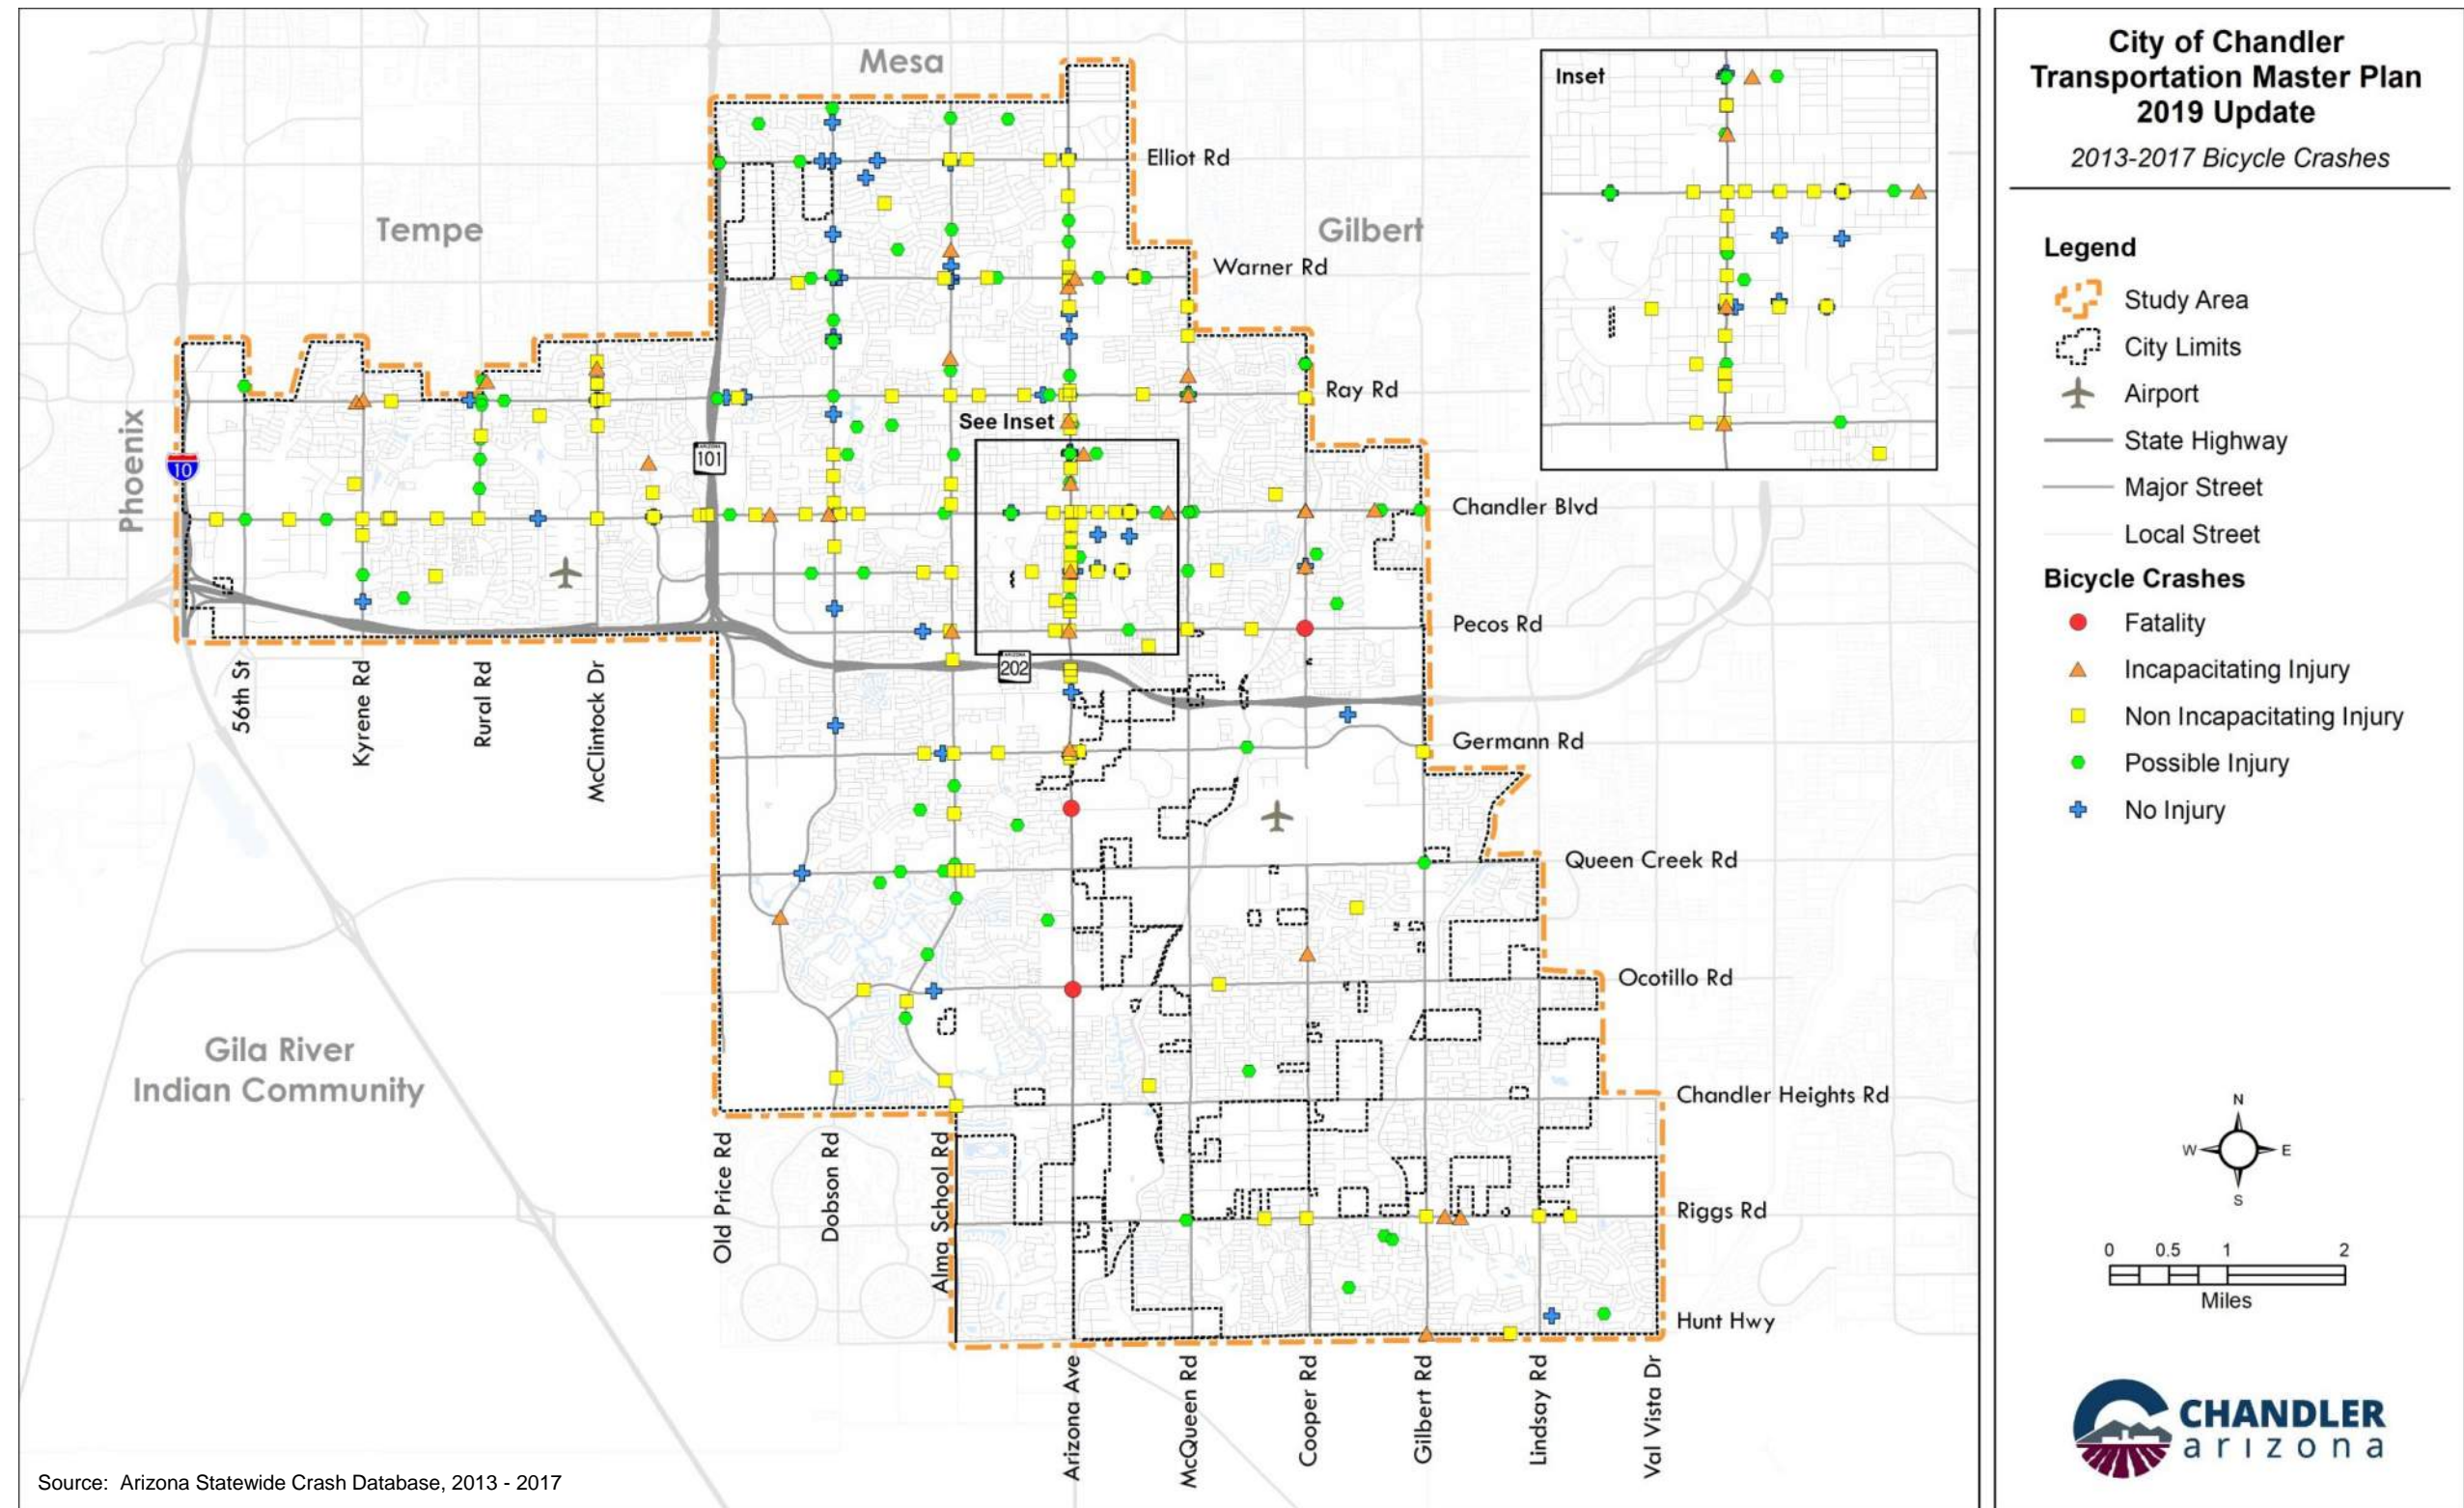 Mesa
Tempe
Gilbert
Phoenix
Gila River
Indian Community
Elliot Rd
Warner Rd
Ray Rd
Chandler Blvd
Pecos Rd
Germann Rd
Queen Creek Rd
Ocotillo Rd
Chandler Heights Rd
Riggs Rd
Hunt Hwy
See Inset
10
ARIZONA
101
ARIZONA
202
56th St
Kyrene Rd
Rural Rd
McClintock Dr
Old Price Rd
Dobson Rd
Alma School Rd
Arizona Ave
McQueen Rd
Cooper Rd
Gilbert Rd
Lindsay Rd
Val Vista Dr
Source: Arizona Statewide Crash Database, 2013 - 2017
Inset
City of Chandler
Transportation Master Plan
2019 Update
2013-2017 Bicycle Crashes
Legend
Study Area
City Limits
Airport
State Highway
Major Street
Local Street
Bicycle Crashes
Fatality
Incapacitating Injury
Non Incapacitating Injury
Possible Injury
No Injury
N
W E
S
0 0.5 1 2
Miles
CHANDLER
arizona